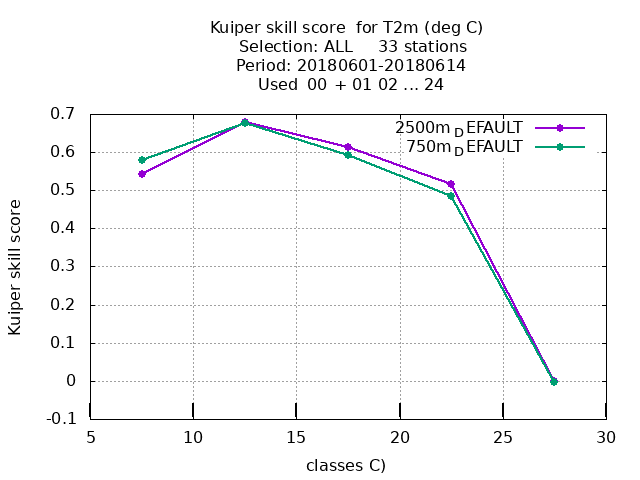 Kuiper skill score  for T2m (deg C)
Selection: ALL     33 stations
Period: 20180601-20180614
Used  00  + 01 02 ... 24
0.7
0.6
0.5
0.4
0.3
0.2
0.1
0
-0.1
Kuiper skill score
2500m_DEFAULT
750m_DEFAULT
5
10
15
20
25
30
classes C)